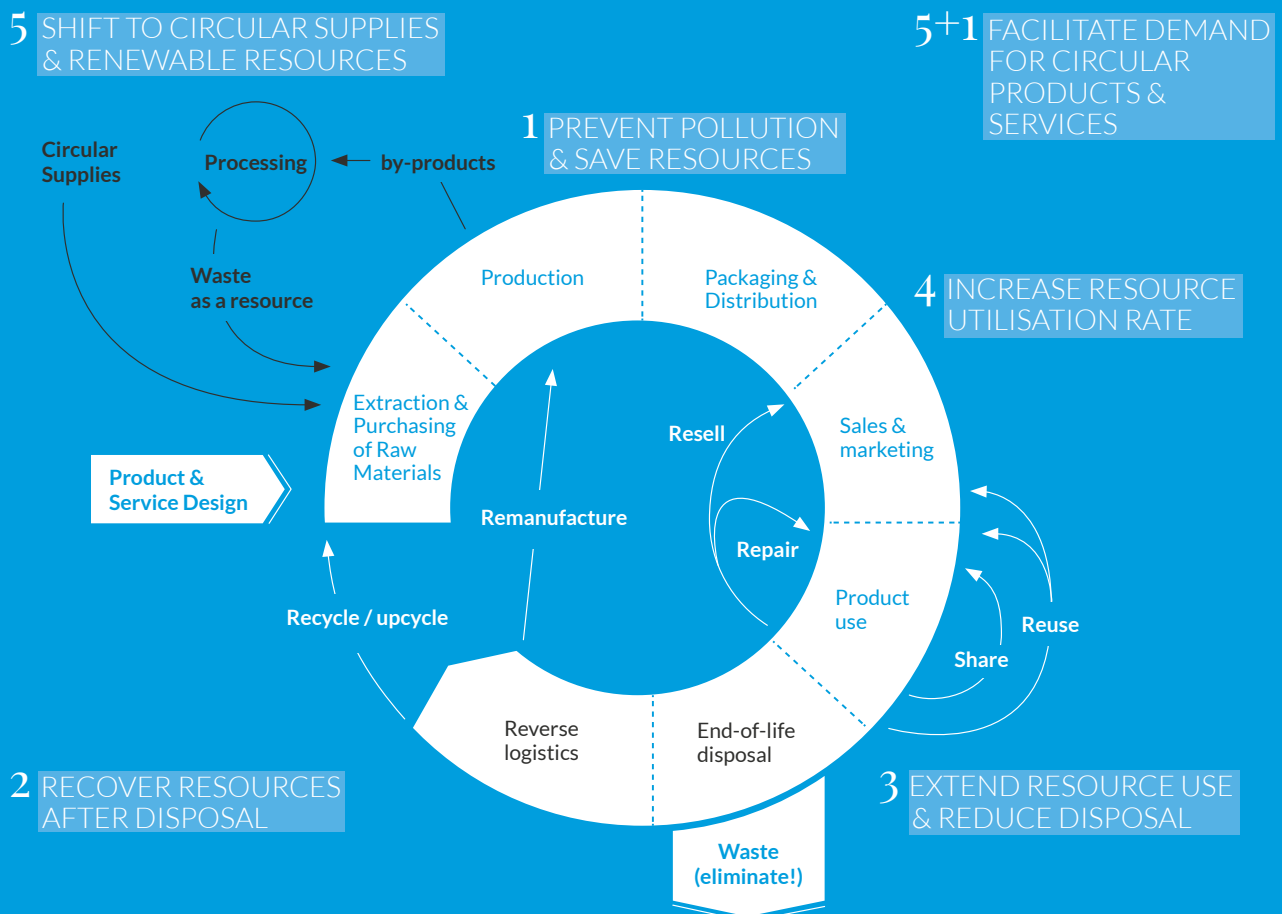 5 SHIFT TO CIRCULAR SUPPLIES
& RENEWABLE RESOURCES
5+1 FACILITATE DEMAND
FOR CIRCULAR
PRODUCTS &
SERVICES
1 PREVENT POLLUTION
& SAVE RESOURCES
Circular
Supplies
Processing
by-products
Waste
as a resource
Production
Packaging &
Distribution
4 INCREASE RESOURCE
UTILISATION RATE
Extraction &
Purchasing
of Raw
Materials
Resell
Sales &
marketing
Product &
Service Design
Remanufacture
Repair
Recycle / upcycle
Product
use
Reuse
Share
Reverse
logistics
End-of-life
disposal
2 RECOVER RESOURCES
AFTER DISPOSAL
3 EXTEND RESOURCE USE
& REDUCE DISPOSAL
Waste
(eliminate!)